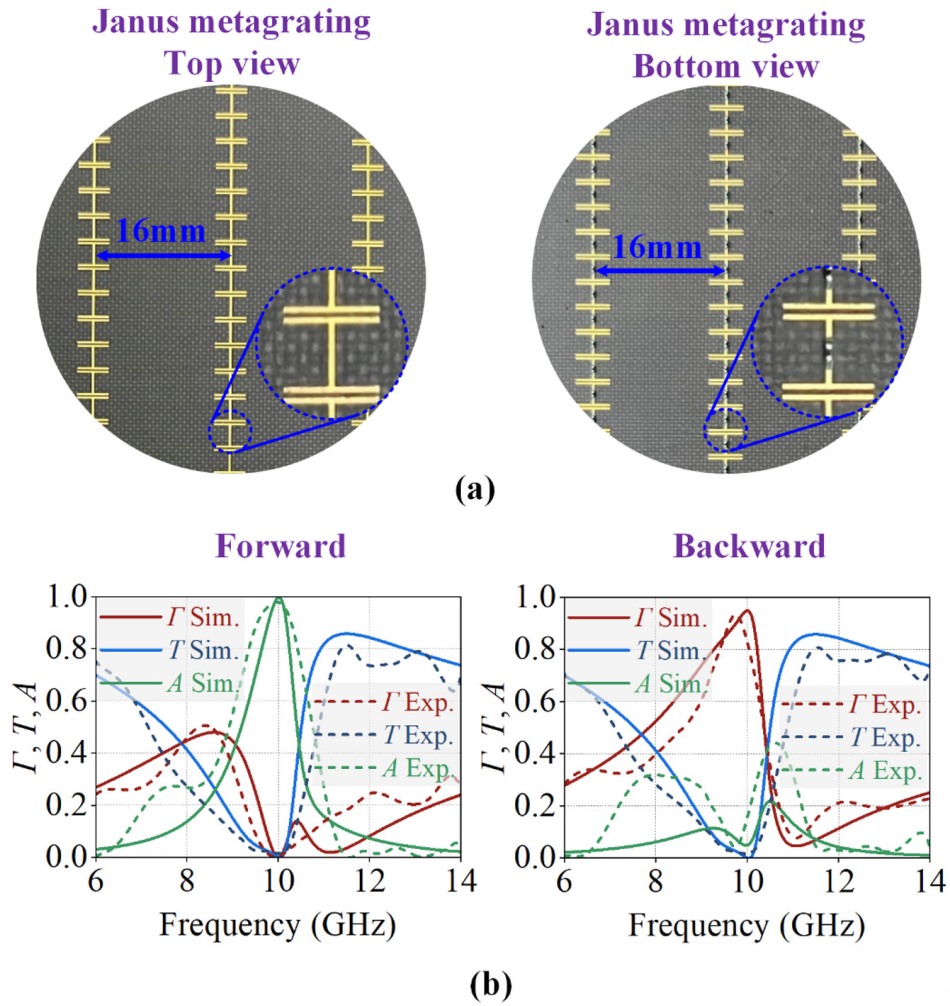 Janus metagrating
Top view
Janus metagrating
Bottom view
16mm
16mm
(a)
Forward
Backward
Γ, T, A
1.0
0.8
0.6
0.4
0.2
0.0
Γ Sim.
T Sim.
A Sim.
Γ Exp.
T Exp.
A Exp.
6
8
10
12
14
Frequency (GHz)
Γ, T, A
1.0
0.8
0.6
0.4
0.2
0.0
Γ Sim.
T Sim.
A Sim.
Γ Exp.
T Exp.
A Exp.
6
8
10
12
14
Frequency (GHz)
(b)